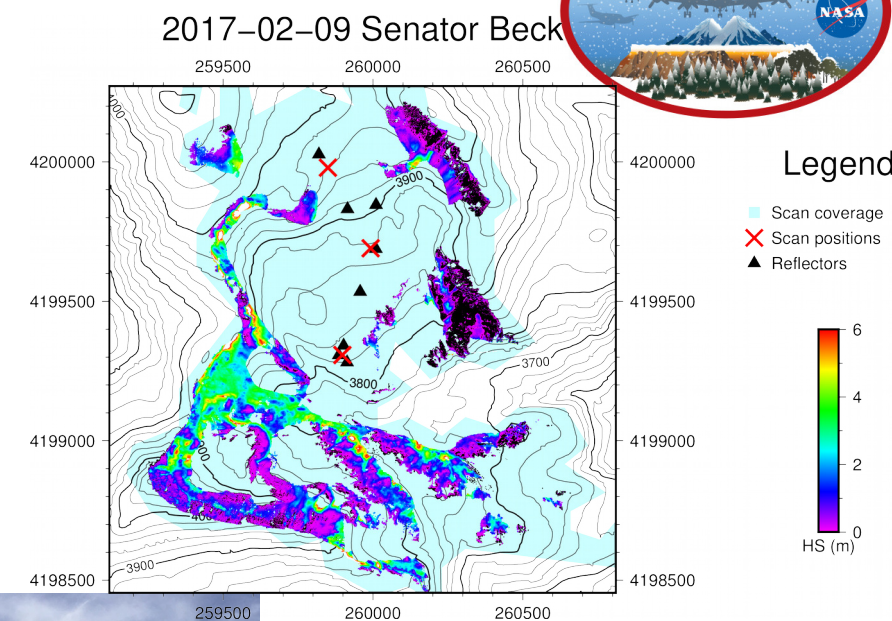 2017−02−09 Senator Beck
NASA
259500 260000 260500
4200000 4200000
Legend
3900
Scan coverage
Scan positions
Reflectors
4199500 4199500
6
3700
3800
4
4199000 4199000
2
0
HS (m)
3900
4198500 4198500
259500 260000 260500